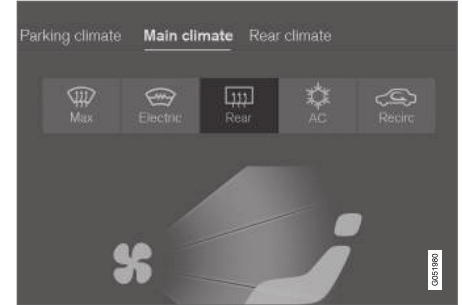 Parking climate Main climate Rear climate
Max Electric Rear AC Recirc
G051980